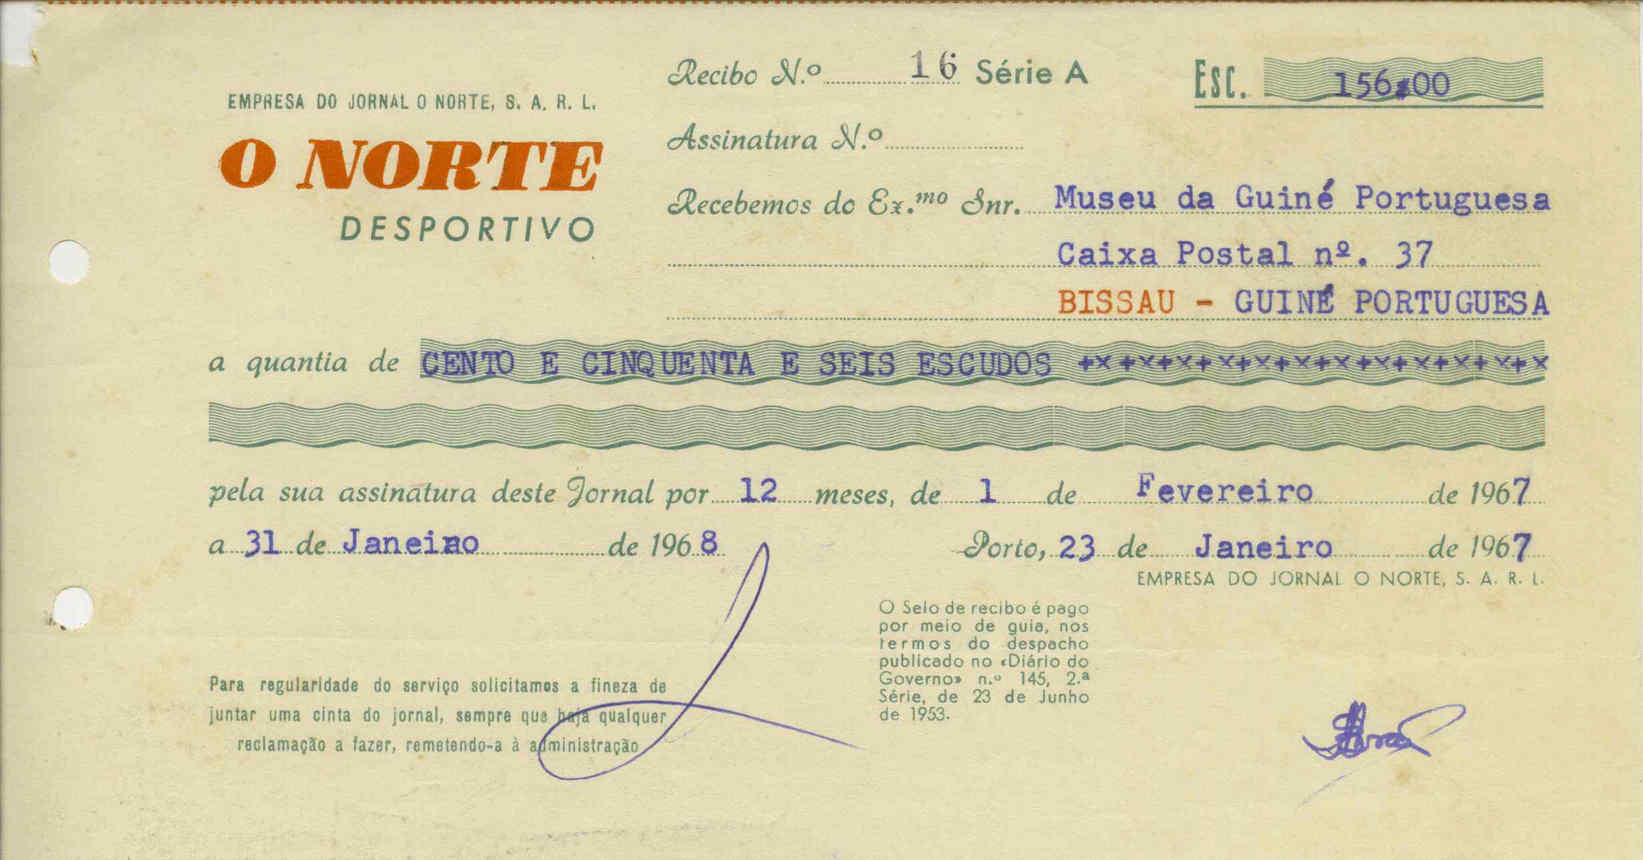 EMPRESA DO JORNAL O NORTE, S. A. R. L.
O NORTE
DESPORTIVO
Recibo N.º 16 Série A
Esc. 156$00
Assinatura N.º
Recebemos do Ex.mo Snr. Museu da Guiné Portuguesa
Caixa Postal nº. 37
BISSAU - GUINÉ PORTUGUESA
a quantia de CENTO E CINQUENTA E SEIS ESCUDOS +x+x+x+x+x+x+x+x+x+x+x+x
pela sua assinatura deste Jornal por 12 meses, de 1 de Fevereiro de 1967
a 31 de Janeiro de 1968
Porto, 23 de Janeiro de 1967
EMPRESA DO JORNAL O NORTE, S. A. R. L.
O Selo de recibo é pago
por meio de guia, nos
termos do despacho
publicado no «Diário do
Governo» n.º 145, 2.ª
Série, de 23 de Junho
de 1953.
Para regularidade do serviço solicitamos a fineza de
juntar uma cinta do jornal, sempre que haja qualquer
reclamação a fazer, remetendo-a à administração